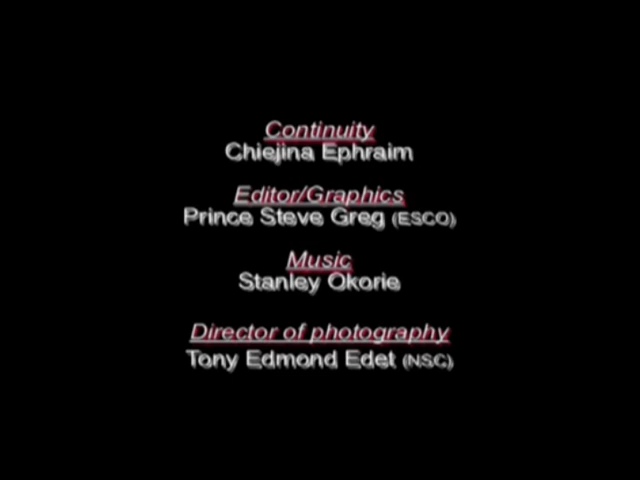 Continuity
Chiejina Ephraim
Editor/Graphics
Prince Steve Greg (ESCO)
Music
Stanley Okorie
Director of photography
Tony Edmond Edet (NSC)